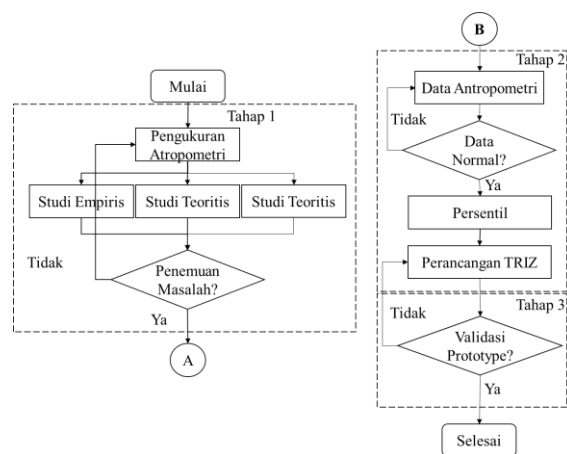 Mulai
Tahap 1
Pengukuran
Atropometri
Studi Empiris
Studi Teoritis
Studi Teoritis
Tidak
Penemuan
Masalah?
Ya
A
B
Tahap 2
Data Antropometri
Tidak
Data
Normal?
Ya
Persentil
Perancangan TRIZ
Tahap 3
Tidak
Validasi
Prototype?
Ya
Selesai